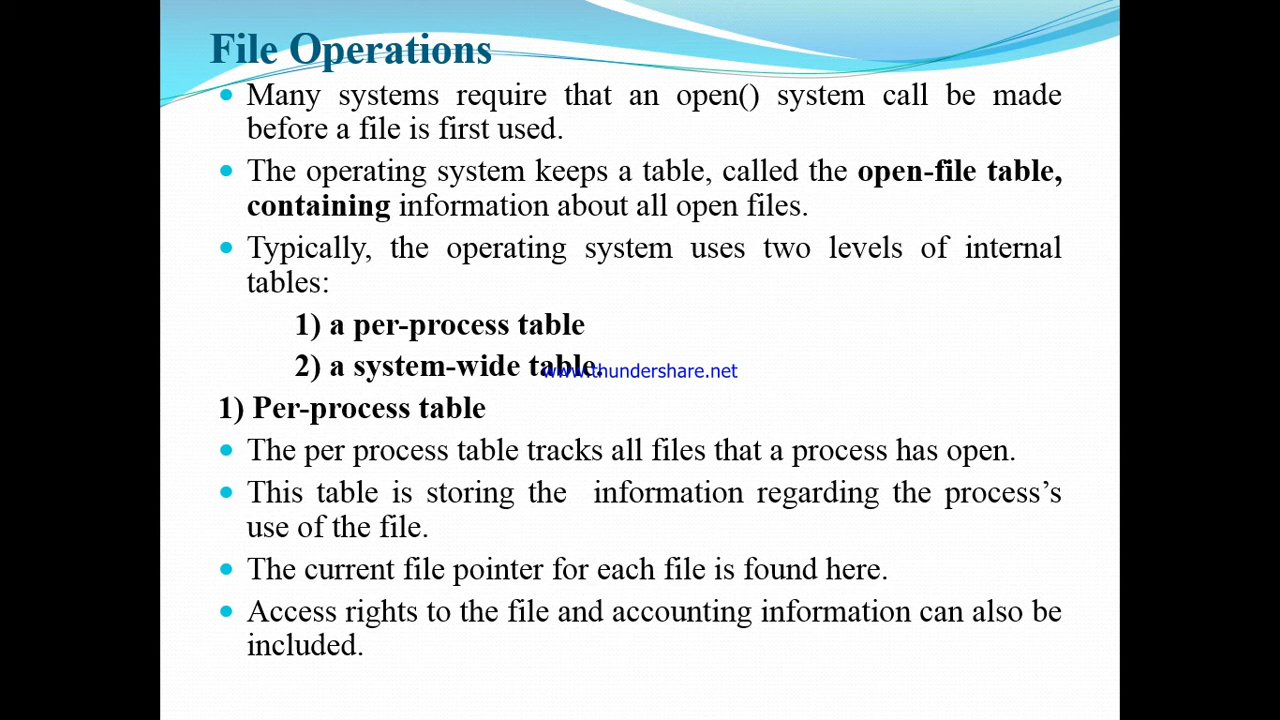 File Operations
Many systems require that an open() system call be made
before a file is first used.
The operating system keeps a table, called the open-file table,
containing information about all open files.
Typically, the operating system uses two levels of internal
tables:
1) a per-process table
2) a system-wide table.
www.thundershare.net
1) Per-process table
The per process table tracks all files that a process has open.
This table is storing the information regarding the process’s
use of the file.
The current file pointer for each file is found here.
Access rights to the file and accounting information can also be
included.